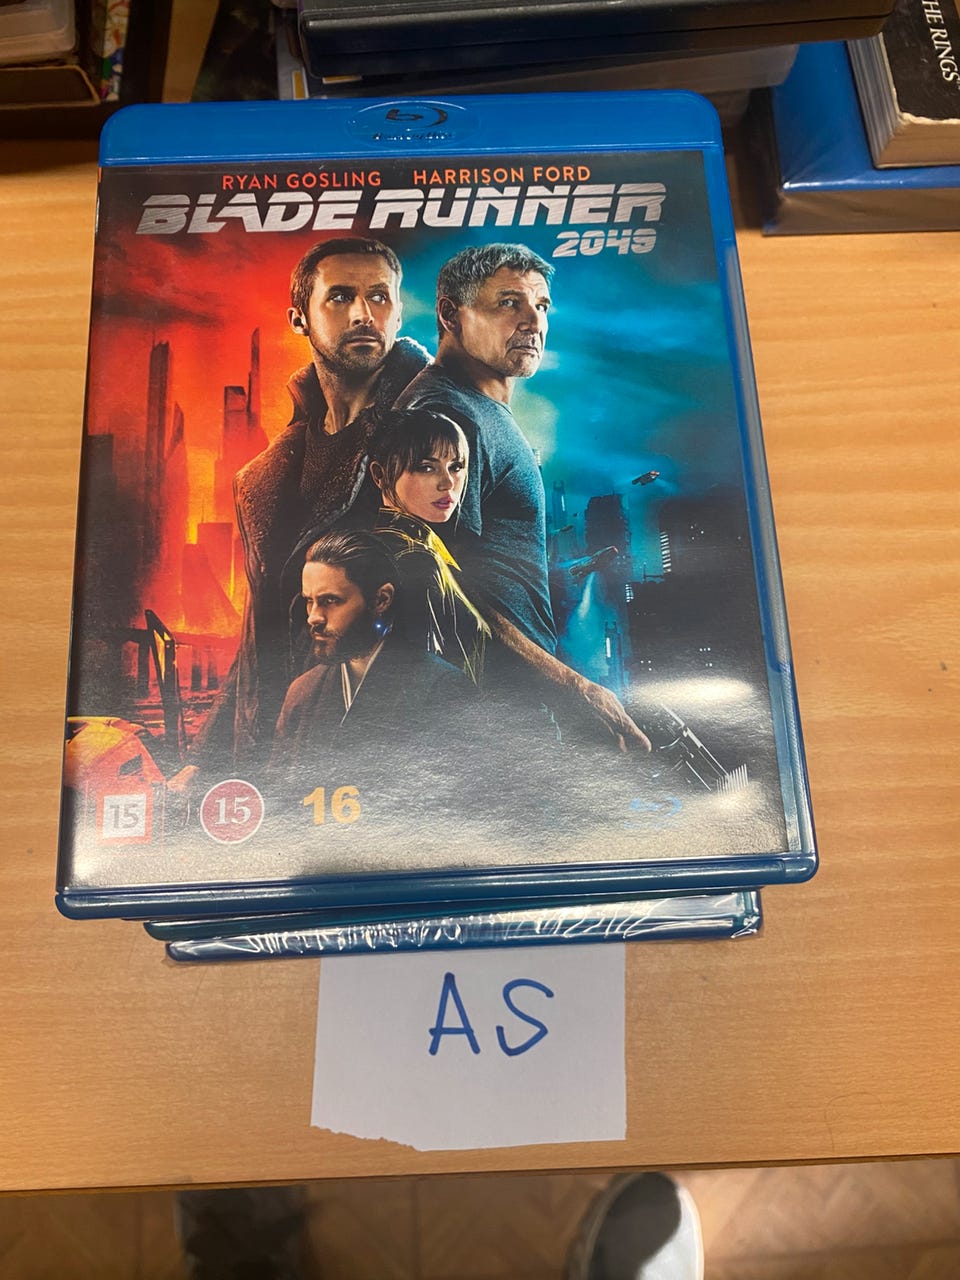 THE RINGS
RYAN GOSLING HARRISON FORD
BLADE RUNNER
2049
15 15 16
AS